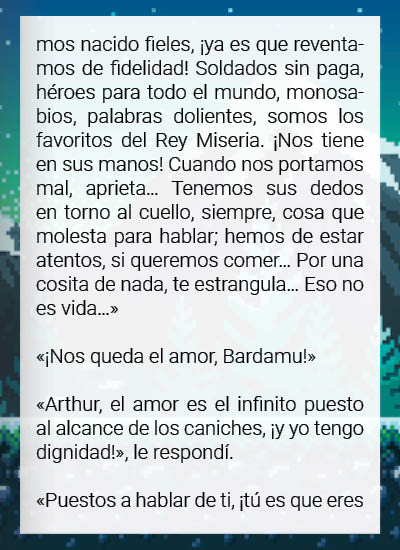 mos nacido fieles, ¡ya es que reventa-
mos de fidelidad! Soldados sin paga,
héroes para todo el mundo, monosa-
bios, palabras dolientes, somos los
favoritos del Rey Miseria. ¡Nos tiene
en sus manos! Cuando nos portamos
mal, aprieta... Tenemos sus dedos
en torno al cuello, siempre, cosa que
molesta para hablar; hemos de estar
atentos, si queremos comer... Por una
cosita de nada, te estrangula... Eso no
es vida...»
«¡Nos queda el amor, Bardamu!»
«Arthur, el amor es el infinito puesto
al alcance de los caniches, ¡y yo tengo
dignidad!», le respondí.
«Puestos a hablar de ti, ¡tú es que eres